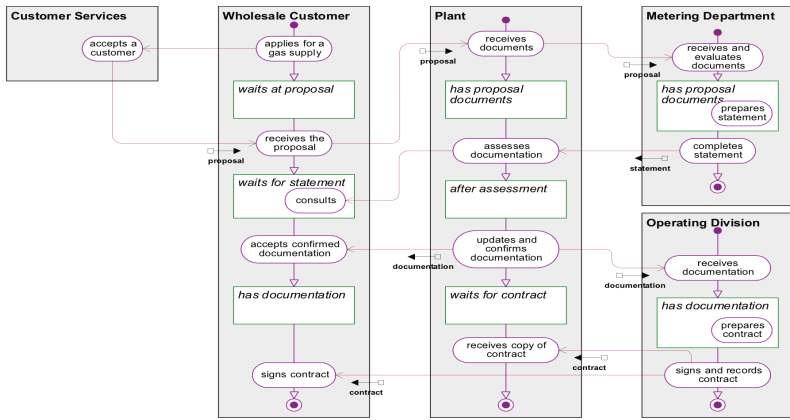 Customer Services
accepts a
customer
Wholesale Customer
applies for a
gas supply
waits at proposal
receives the
proposal
proposal
waits for statement
consults
accepts confirmed
documentation
has documentation
signs contract
contract
Plant
receives
documents
proposal
has proposal
documents
assesses
documentation
after assessment
updates and
confirms
documentation
documentation
waits for contract
receives copy of
contract
contract
Metering Department
receives and
evaluates
documents
proposal
has proposal
documents
prepares
statement
completes
statement
statement
Operating Division
receives
documentation
documentation
has documentation
prepares
contract
signs and records
contract